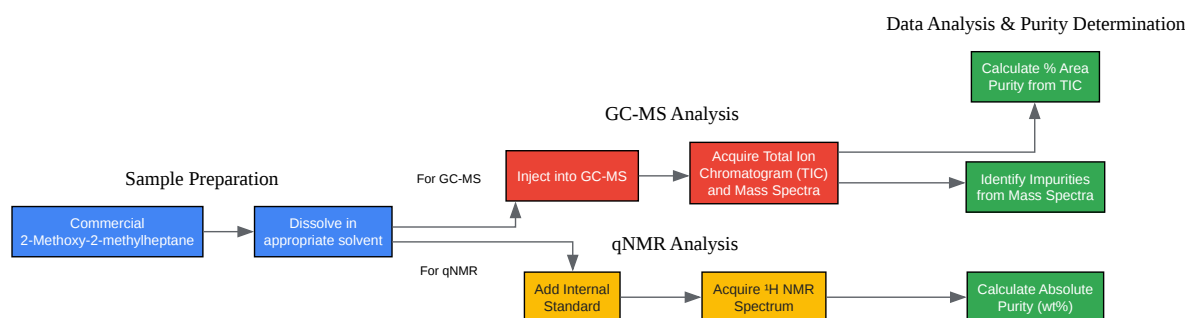 Data Analysis & Purity Determination
Calculate % Area
Purity from TIC
GC-MS Analysis
Acquire Total Ion
Chromatogram (TIC)
and Mass Spectra
Inject into GC-MS
Identify Impurities
from Mass Spectra
For GC-MS
Sample Preparation
Commercial
2-Methoxy-2-methylheptane
Dissolve in
appropriate solvent
For qNMR
qNMR Analysis
Add Internal
Standard
Acquire ¹H NMR
Spectrum
Calculate Absolute
Purity (wt%)